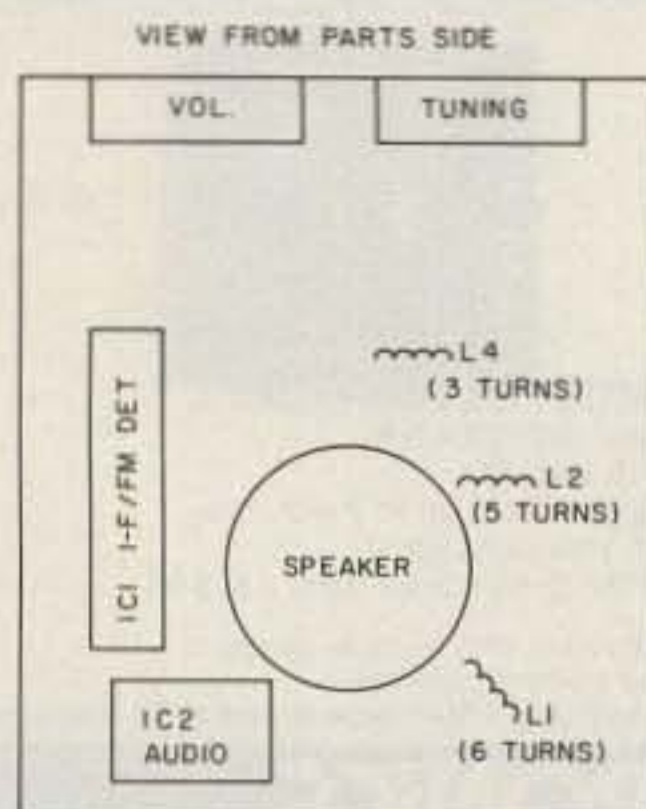 VIEW FROM PARTS SIDE
VOL.
TUNING
L4
(3 TURNS)
IC1 I-F/FM DET
L2
(5 TURNS)
SPEAKER
L1
(6 TURNS)
IC2
AUDIO